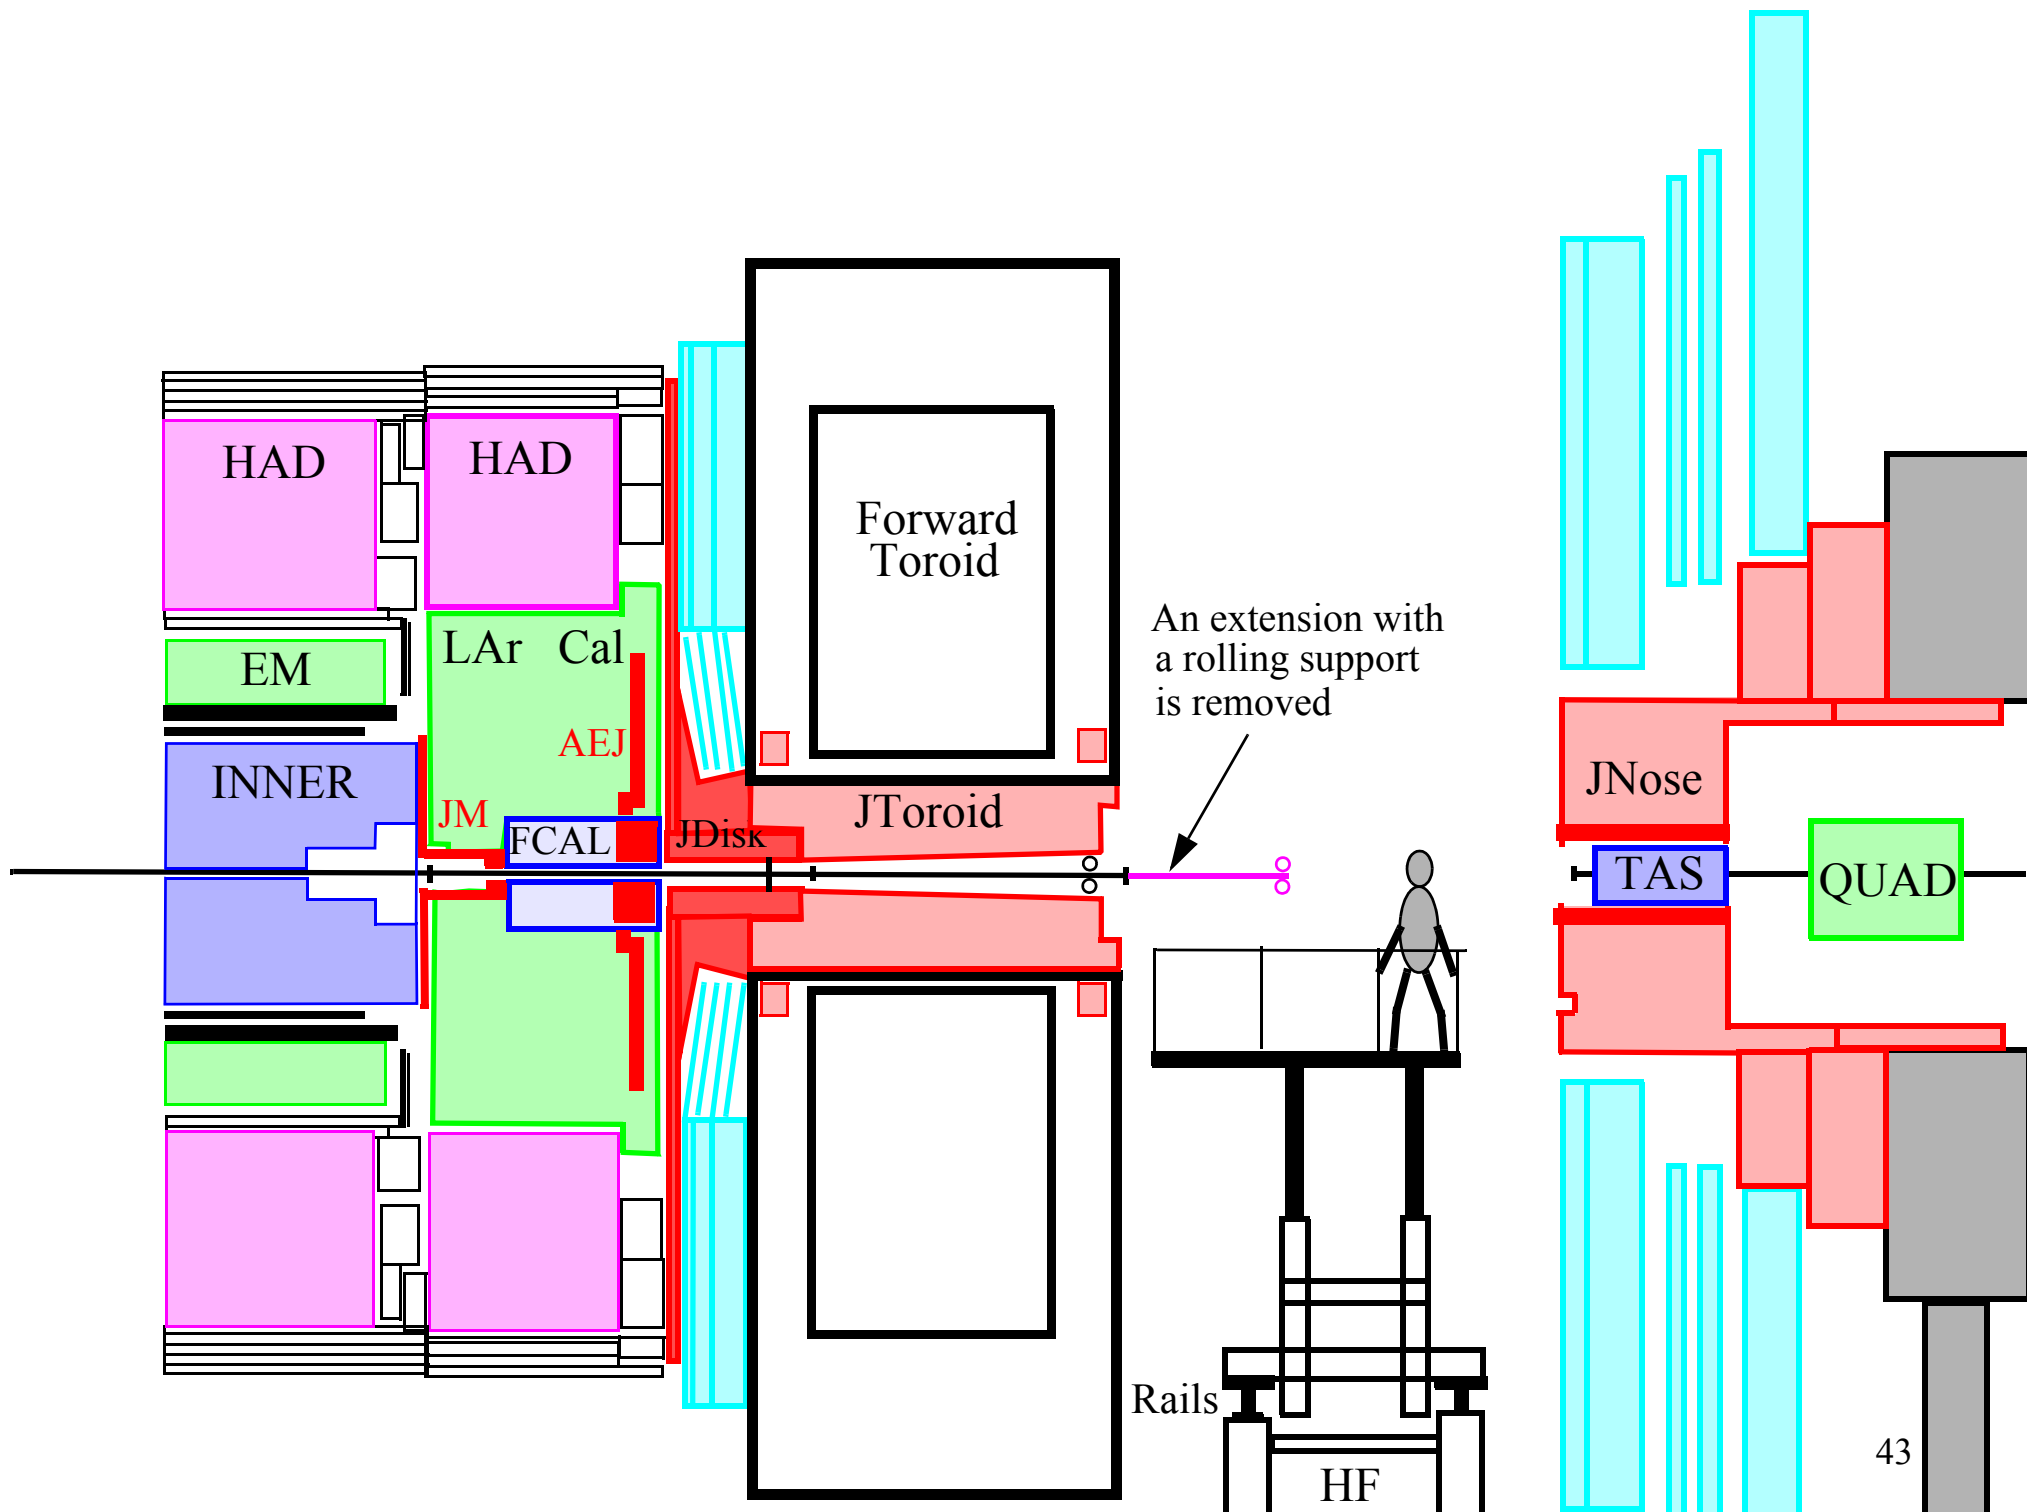 HAD
HAD
Forward
Toroid
An extension with
a rolling support
is removed
LAr Cal
EM
AEJ
INNER
JM
FCAL
JDisk
JToroid
JNose
TAS
QUAD
Rails
HF
43